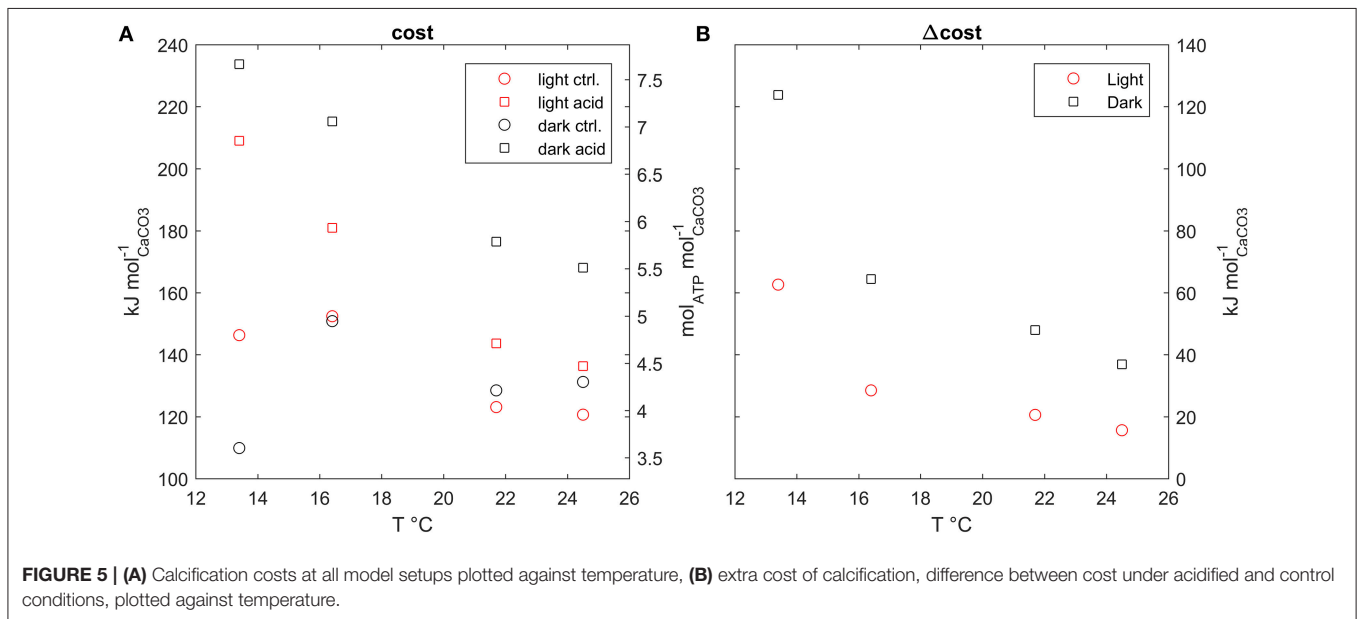 A
cost
240
220
200
180
160
140
120
100
kJ mol-1CaCO3
7.5
7
6.5
6
5.5
5
4.5
4
3.5
molATP mol-1CaCO3
light ctrl.
light acid
dark ctrl.
dark acid
12 14 16 18 20 22 24 26
T °C
B
Δcost
Light
Dark
140
120
100
80
60
40
20
0
kJ mol-1CaCO3
12 14 16 18 20 22 24 26
T °C
FIGURE 5 | (A) Calcification costs at all model setups plotted against temperature, (B) extra cost of calcification, difference between cost under acidified and control
conditions, plotted against temperature.